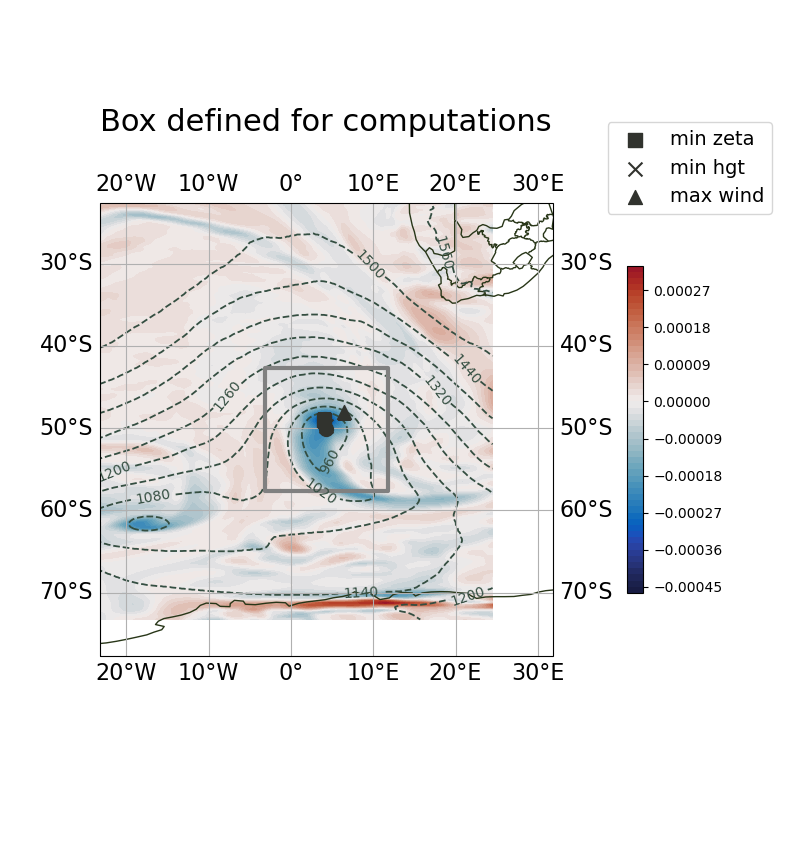 Box defined for computations
min zeta
min hgt
max wind
20°W 10°W 0° 10°E 20°E 30°E
30°S 30°S
40°S 40°S
50°S
60°S 60°S
70°S 70°S
20°W 10°W 0° 10°E 20°E 30°E
1500
1500
1440
1320
1260
1200
1080
960
1020
1140
1200
0.00027
0.00018
0.00009
0.00000
−0.00009
−0.00018
−0.00027
−0.00036
−0.00045